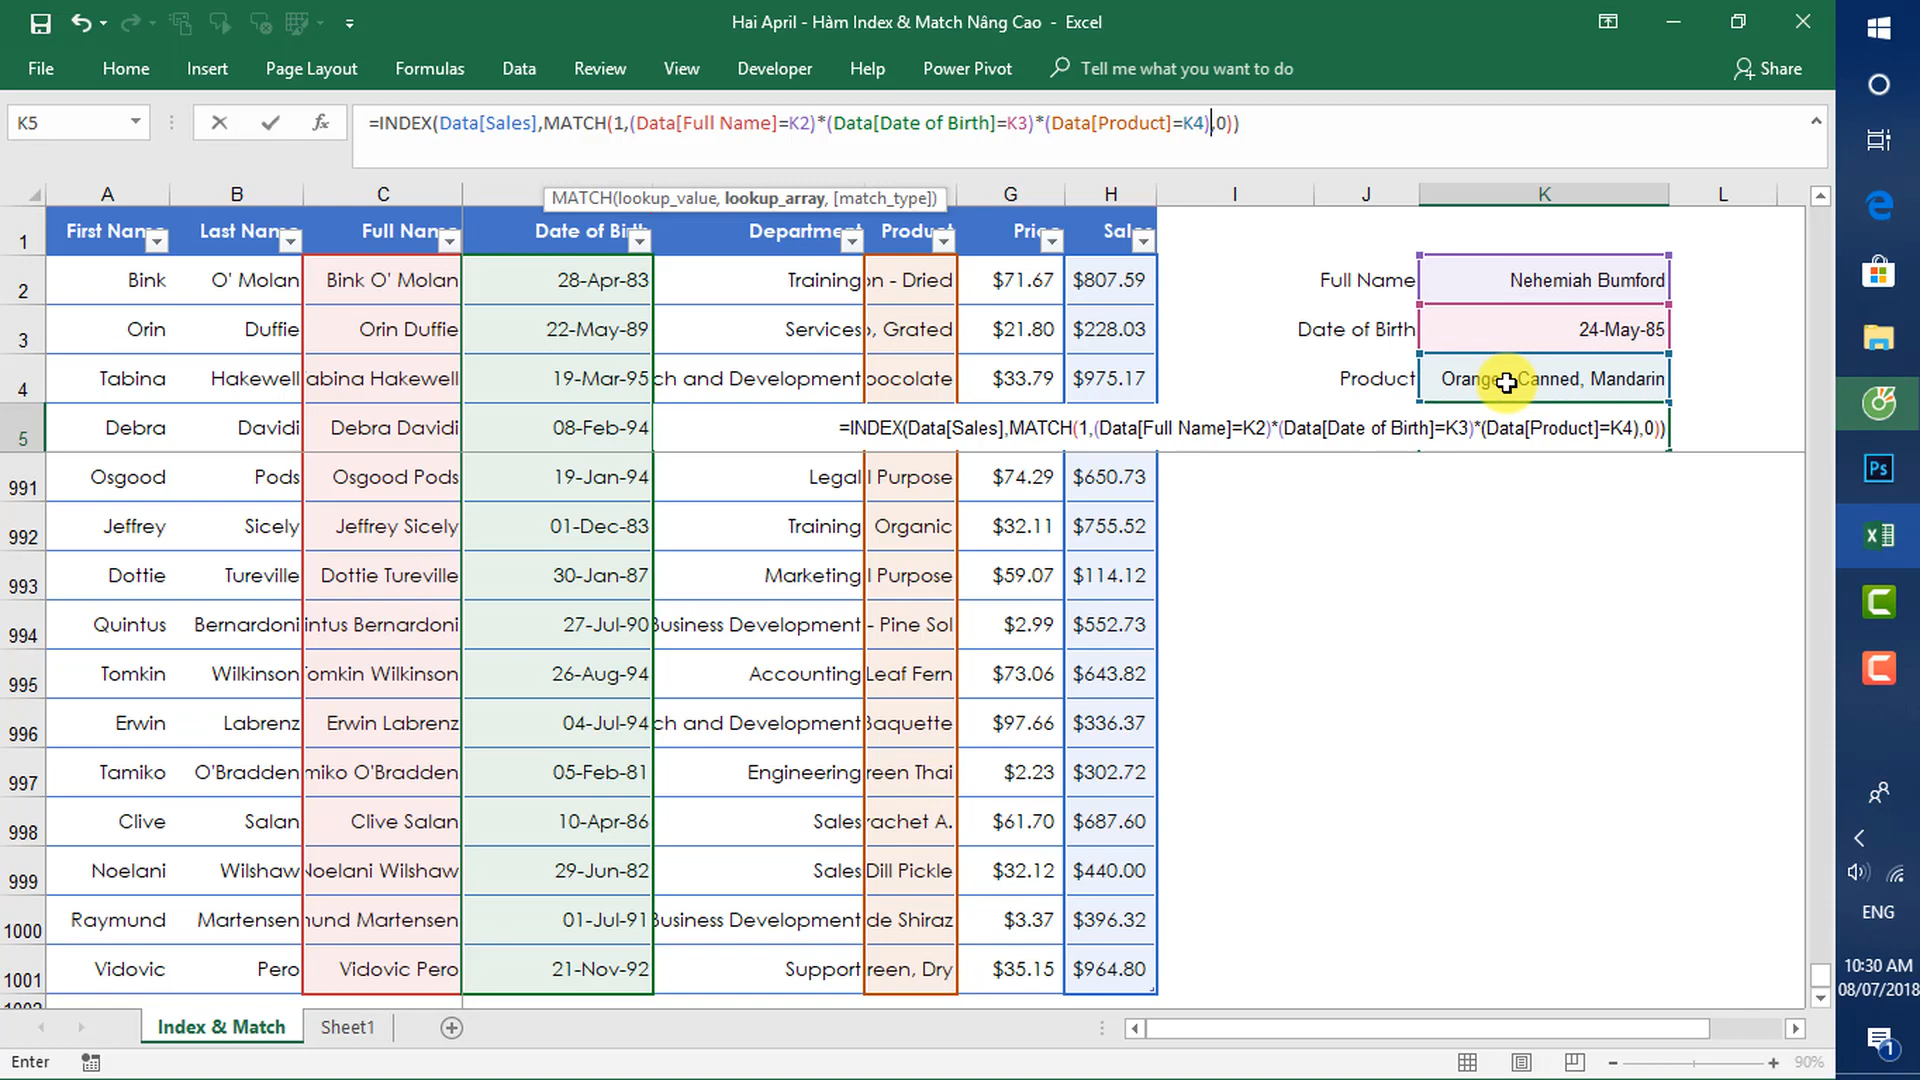 Hai April - Hàm Index & Match Nâng Cao - Excel
File Home Insert Page Layout Formulas Data Review View Developer Help Power Pivot Tell me what you want to do Share
K5 fx =INDEX(Data[Sales],MATCH(1,(Data[Full Name]=K2)*(Data[Date of Birth]=K3)*(Data[Product]=K4),0))
MATCH(lookup_value, lookup_array, [match_type])
A B C G H I J K L
1 First Name Last Name Full Name Date of Birth Department Product Price Sales
2 Bink O' Molan Bink O' Molan 28-Apr-83 Training on - Dried $71.67 $807.59 Full Name Nehemiah Bumford
3 Orin Duffie Orin Duffie 22-May-89 Services o, Grated $21.80 $228.03 Date of Birth 24-May-85
4 Tabina Hakewell abina Hakewell 19-Mar-95 ch and Development ocolate $33.79 $975.17 Product Orange Canned, Mandarin
5 Debra Davidi Debra Davidi 08-Feb-94 =INDEX(Data[Sales],MATCH(1,(Data[Full Name]=K2)*(Data[Date of Birth]=K3)*(Data[Product]=K4),0))
991 Osgood Pods Osgood Pods 19-Jan-94 Legal l Purpose $74.29 $650.73
992 Jeffrey Sicely Jeffrey Sicely 01-Dec-83 Training Organic $32.11 $755.52
993 Dottie Tureville Dottie Tureville 30-Jan-87 Marketing l Purpose $59.07 $114.12
994 Quintus Bernardoni intus Bernardoni 27-Jul-90 Business Development - Pine Sol $2.99 $552.73
995 Tomkin Wilkinson Tomkin Wilkinson 26-Aug-94 Accounting Leaf Fern $73.06 $643.82
996 Erwin Labrenz Erwin Labrenz 04-Jul-94 ch and Development Baquette $97.66 $336.37
997 Tamiko O'Bradden miko O'Bradden 05-Feb-81 Engineering reen Thai $2.23 $302.72
998 Clive Salan Clive Salan 10-Apr-86 Sales rachet A. $61.70 $687.60
999 Noelani Wilshaw Noelani Wilshaw 29-Jun-82 Sales Dill Pickle $32.12 $440.00
1000 Raymund Martensen mund Martensen 01-Jul-91 Business Development de Shiraz $3.37 $396.32
1001 Vidovic Pero Vidovic Pero 21-Nov-92 Support reen, Dry $35.15 $964.80
Index & Match Sheet1
Enter 90%
Ps
ENG
10:30 AM
08/07/2018
1